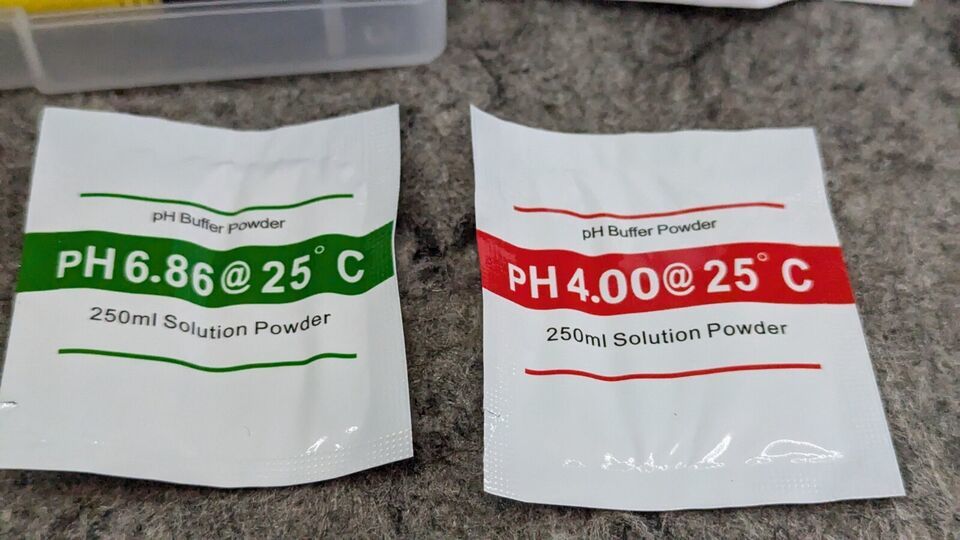 pH Buffer Powder
PH 6.86@ 25°C
250ml Solution Powder
pH Buffer Powder
PH 4.00@ 25°C
250ml Solution Powder